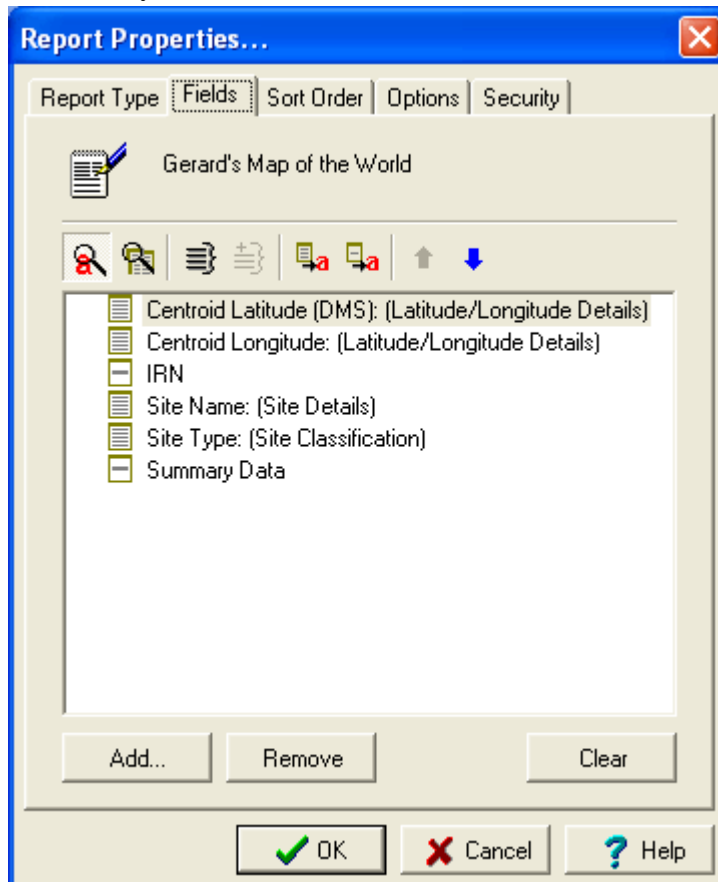 Report Properties...
Report Type Fields Sort Order Options Security
Gerard's Map of the World
Centroid Latitude (DMS): (Latitude/Longitude Details)
Centroid Longitude: (Latitude/Longitude Details)
IRN
Site Name: (Site Details)
Site Type: (Site Classification)
Summary Data
Add... Remove Clear
OK Cancel Help